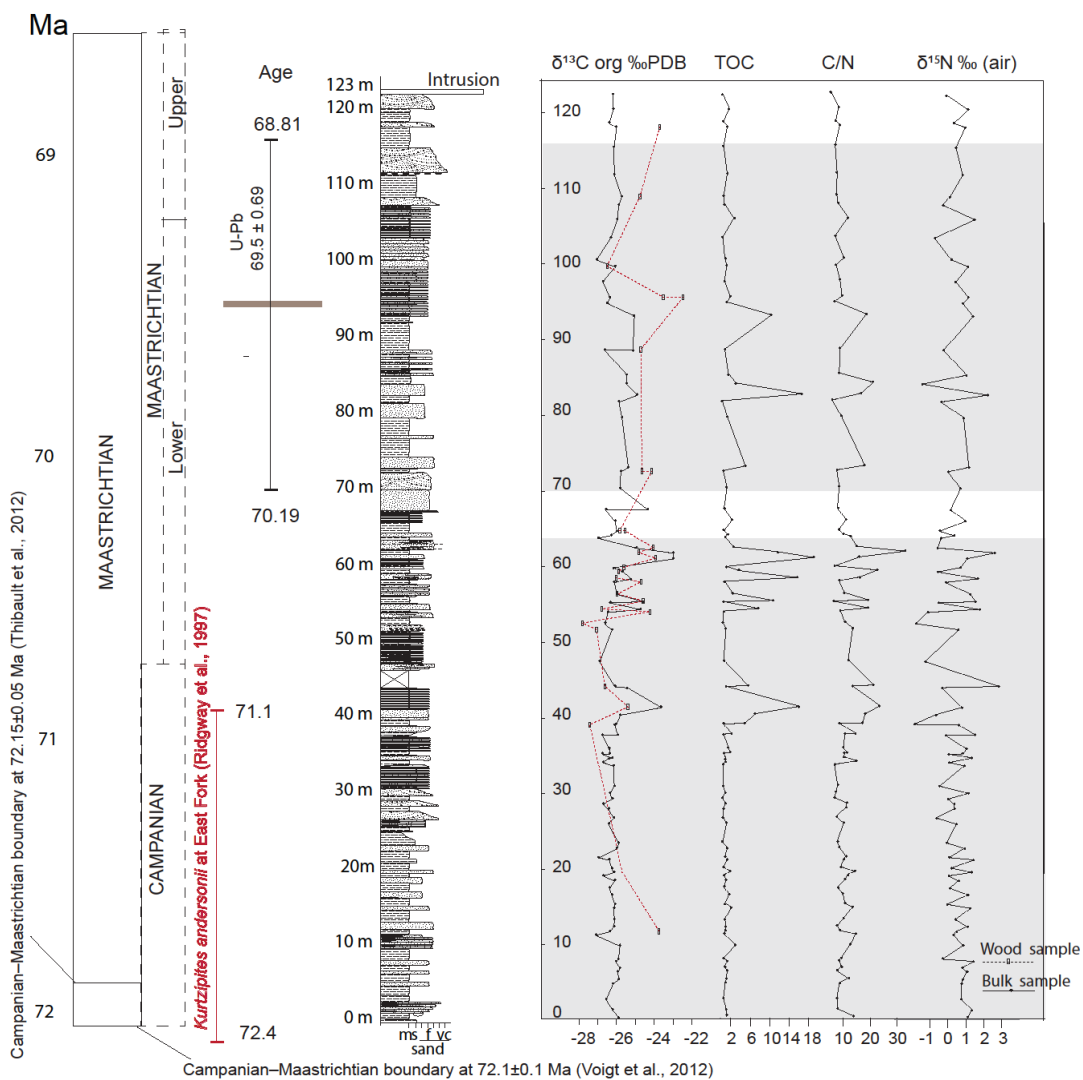 Ma
69
70
71
72
Campanian–Maastrichtian boundary at 72.15±0.05 Ma (Thibault et al., 2012)
MAASTRICHTIAN
Upper
MAASTRICHTIAN
Lower
CAMPANIAN
Age
68.81
U-Pb
69.5 ± 0.69
70.19
Kurtzipites andersonii at East Fork (Ridgway et al., 1997)
71.1
72.4
Campanian–Maastrichtian boundary at 72.1±0.1 Ma (Voigt et al., 2012)
Intrusion
123 m
120 m
110 m
100 m
90 m
80 m
70 m
60 m
50 m
40 m
30 m
20m
10 m
0 m
ms f vc
sand
δ¹³C org ‰PDB TOC C/N δ¹⁵N ‰ (air)
120
110
100
90
80
70
60
50
40
30
20
10
0
Wood sample
Bulk sample
-28 -26 -24 -22 2 6 10 14 18 10 20 30 -1 0 1 2 3